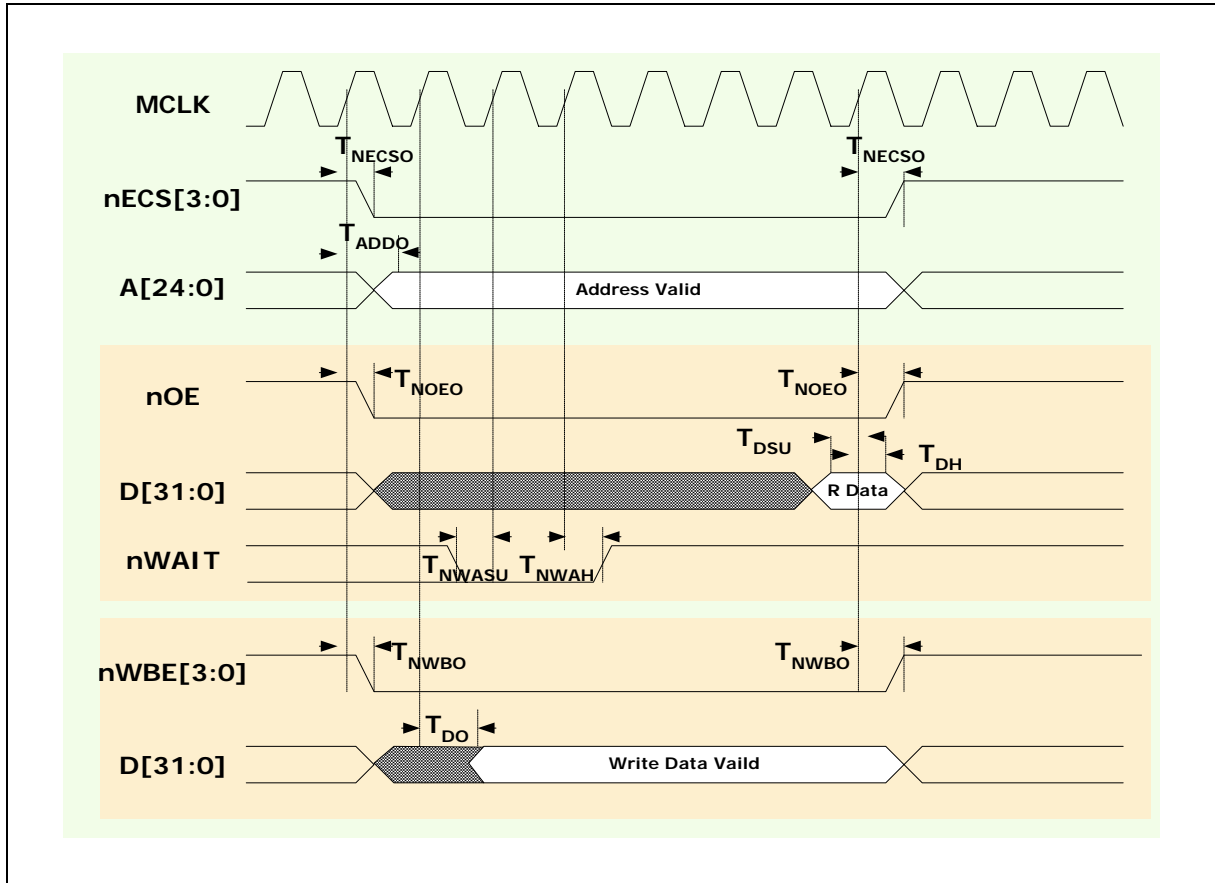 MCLK
TNECSO TNECSO
nECS[3:0]
TADDO
A[24:0] Address Valid
nOE TNOEO TNOEO
TDSU TDH
D[31:0] R Data
nWAIT TNWASU TNWAH
nWBE[3:0] TNWBO TNWBO
TDO
D[31:0] Write Data Vaild